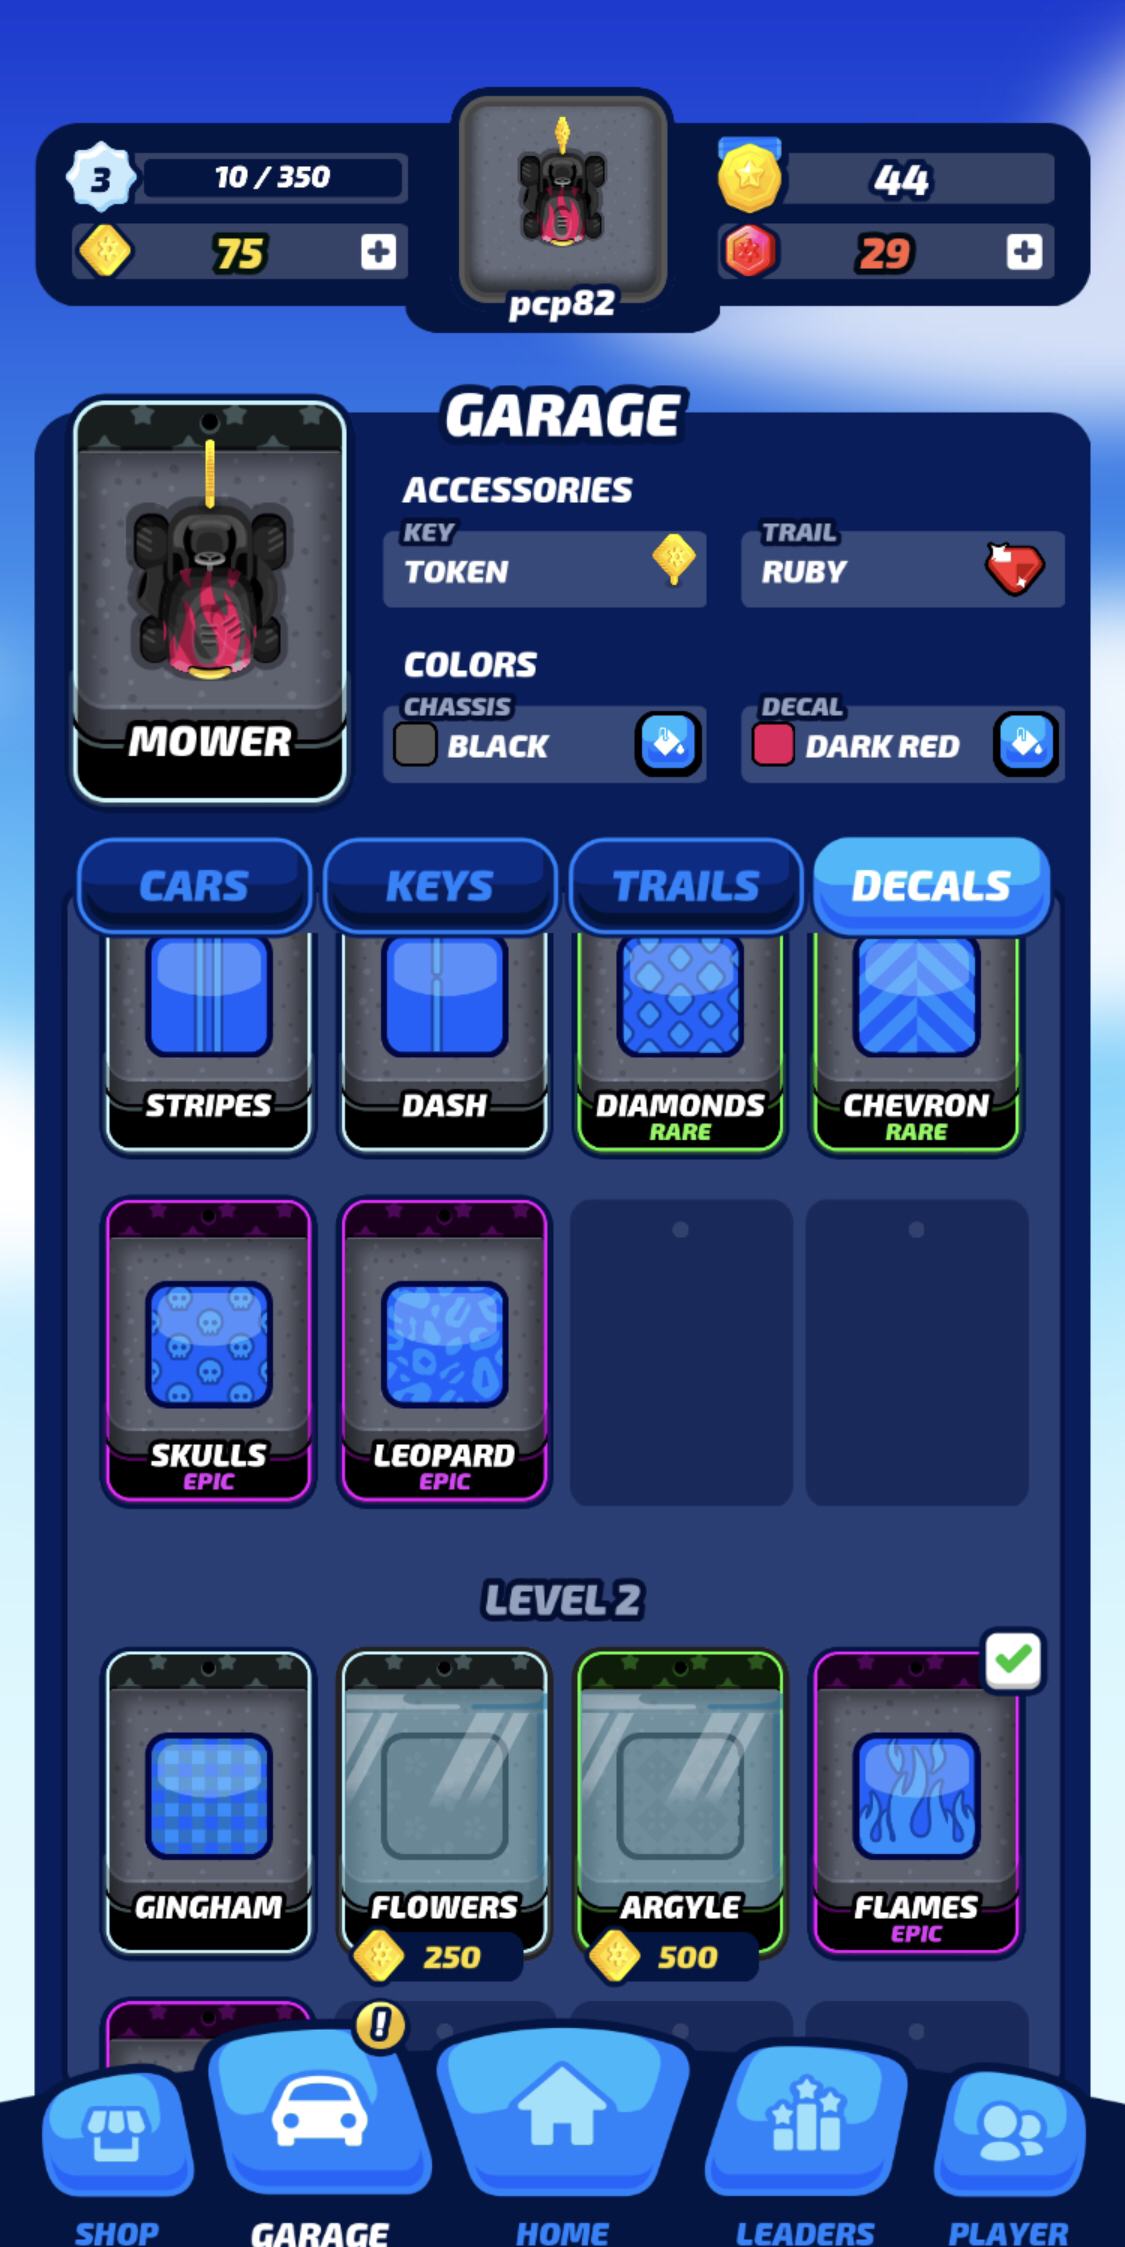 3
10 / 350
44
75
29
pcp82
GARAGE
ACCESSORIES
KEY
TOKEN
TRAIL
RUBY
COLORS
CHASSIS
BLACK
DECAL
DARK RED
MOWER
CARS
KEYS
TRAILS
DECALS
STRIPES
DASH
DIAMONDS
RARE
CHEVRON
RARE
SKULLS
EPIC
LEOPARD
EPIC
LEVEL 2
GINGHAM
FLOWERS
250
ARGYLE
500
FLAMES
EPIC
!
SHOP
GARAGE
HOME
LEADERS
PLAYER